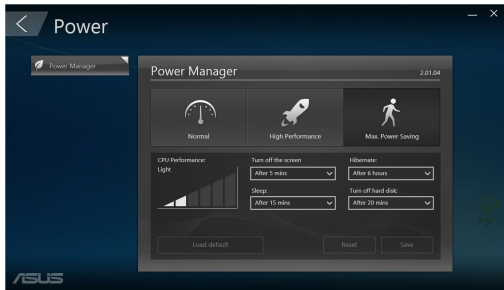 Power
Power Manager
Power Manager
2.01.04
Normal
High Performance
Max. Power Saving
CPU Performance:
Light
Turn off the screen
After 5 mins
Hibernate:
After 6 hours
Sleep:
After 15 mins
Turn off hard disk:
After 20 mins
Load default
Reset
Save
ASUS